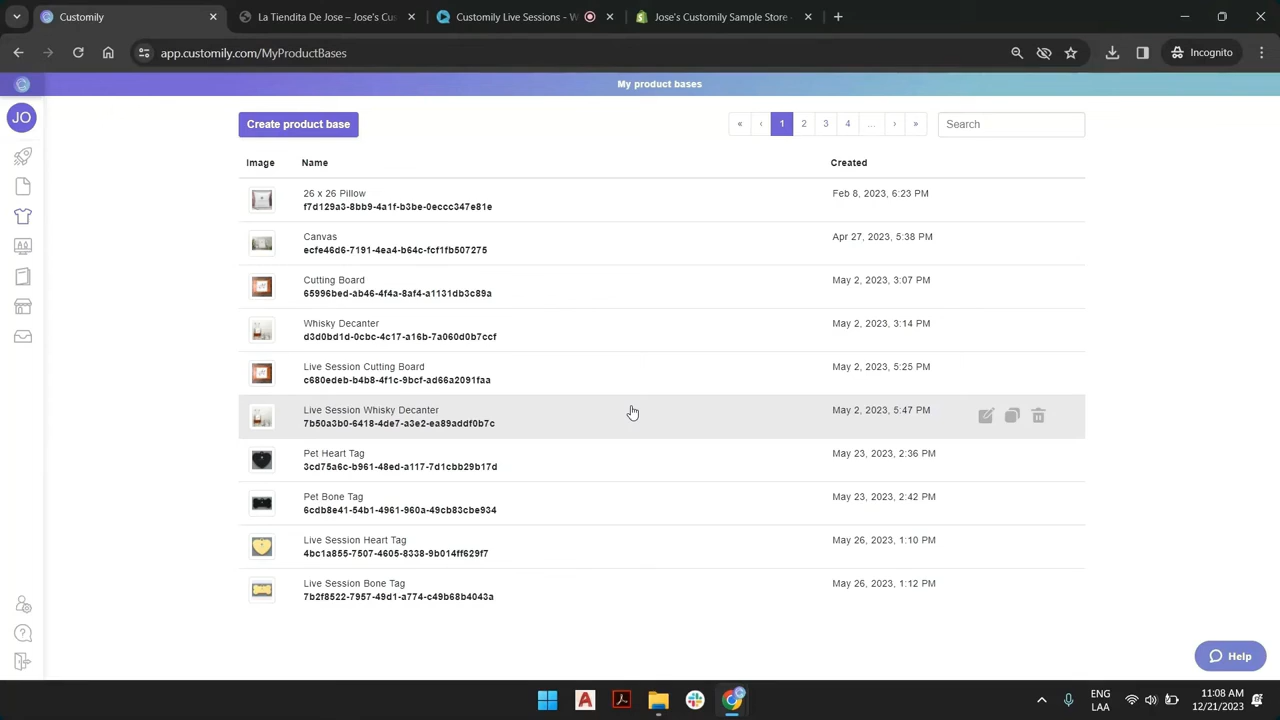 Customily
La Tiendita De Jose – Jose's Cu
Customily Live Sessions - W
Jose's Customily Sample Store
app.customily.com/MyProductBases
Incognito
My product bases
JO
Create product base
« ‹ 1 2 3 4 ... › »
Search
Image Name Created
26 x 26 Pillow
f7d129a3-8bb9-4a1f-b3be-0eccc347e81e
Feb 8, 2023, 6:23 PM
Canvas
ecfe46d6-7191-4ea4-b64c-fcf1fb507275
Apr 27, 2023, 5:38 PM
Cutting Board
65996bed-ab46-4f4a-8af4-a1131db3c89a
May 2, 2023, 3:07 PM
Whisky Decanter
d3d0bd1d-0cbc-4c17-a16b-7a060d0b7ccf
May 2, 2023, 3:14 PM
Live Session Cutting Board
c680edeb-b4b8-4f1c-9bcf-ad66a2091faa
May 2, 2023, 5:25 PM
Live Session Whisky Decanter
7b50a3b0-6418-4de7-a3e2-ea89addf0b7c
May 2, 2023, 5:47 PM
Pet Heart Tag
3cd75a6c-b961-48ed-a117-7d1cbb29b17d
May 23, 2023, 2:36 PM
Pet Bone Tag
6cdb8e41-54b1-4961-960a-49cb83cbe934
May 23, 2023, 2:42 PM
Live Session Heart Tag
4bc1a855-7507-4605-8338-9b014ff629f7
May 26, 2023, 1:10 PM
Live Session Bone Tag
7b2f8522-7957-49d1-a774-c49b68b4043a
May 26, 2023, 1:12 PM
Help
ENG
LAA
11:08 AM
12/21/2023